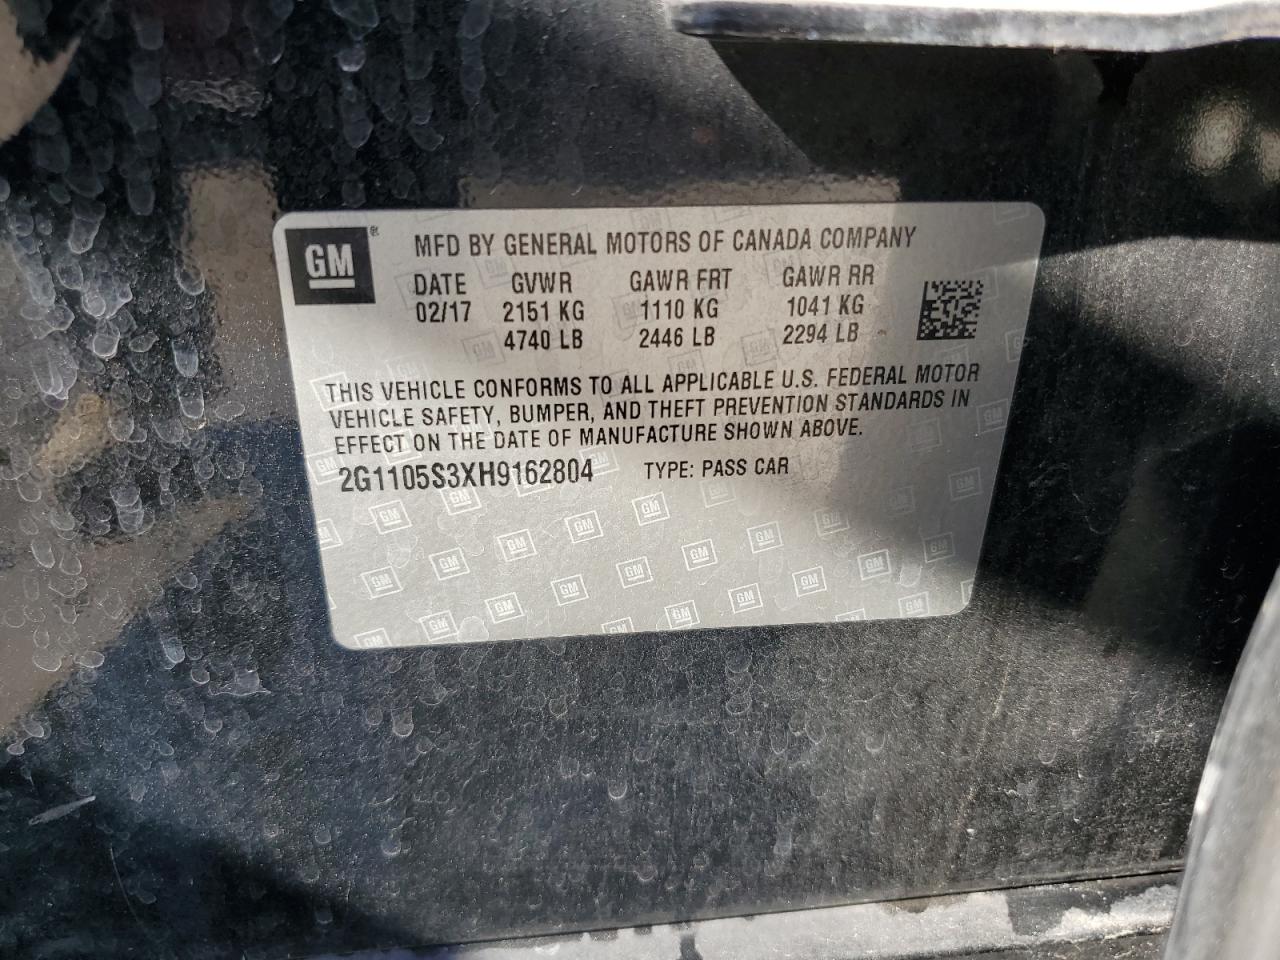 GM®
MFD BY GENERAL MOTORS OF CANADA COMPANY
DATE GVWR GAWR FRT GAWR RR
02/17 2151 KG 1110 KG 1041 KG
4740 LB 2446 LB 2294 LB
THIS VEHICLE CONFORMS TO ALL APPLICABLE U.S. FEDERAL MOTOR
VEHICLE SAFETY, BUMPER, AND THEFT PREVENTION STANDARDS IN
EFFECT ON THE DATE OF MANUFACTURE SHOWN ABOVE.
2G1105S3XH9162804 TYPE: PASS CAR